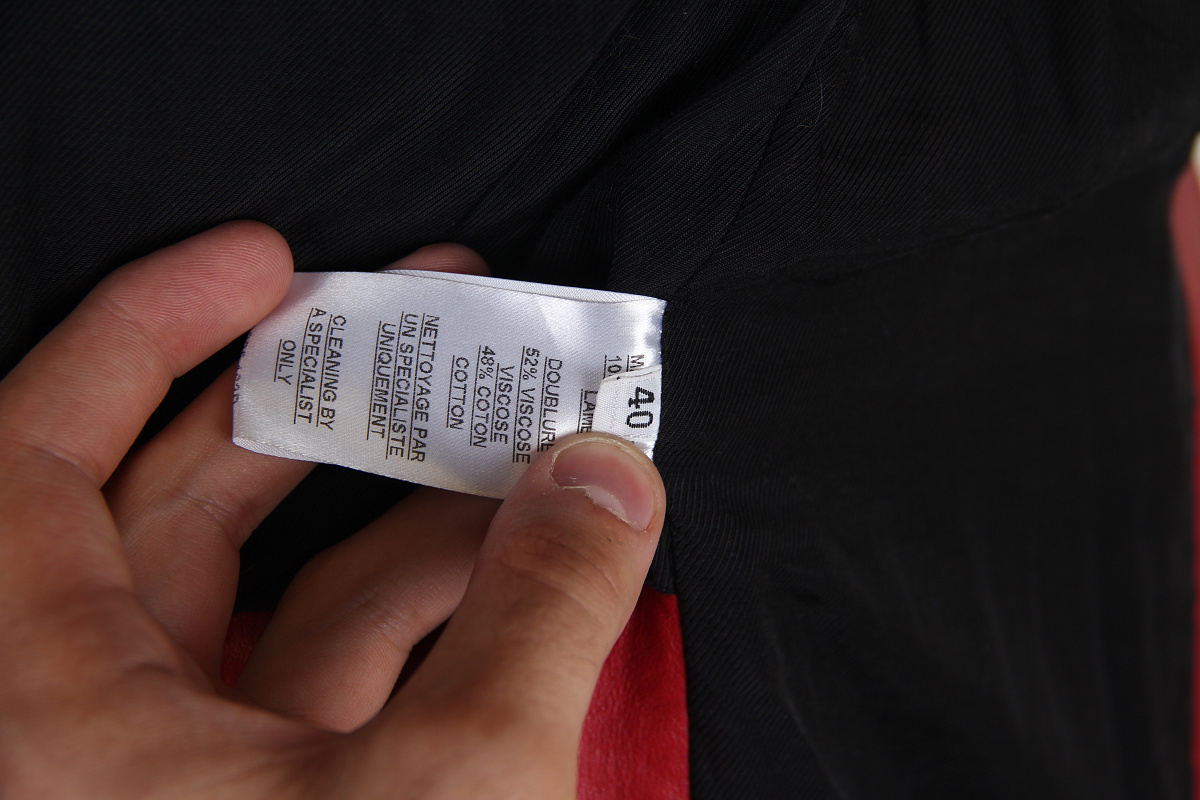 40
DOUBLURE
52% VISCOSE
VISCOSE
48% COTON
COTTON
NETTOYAGE PAR
UN SPECIALISTE
UNIQUEMENT
CLEANING BY
A SPECIALIST
ONLY